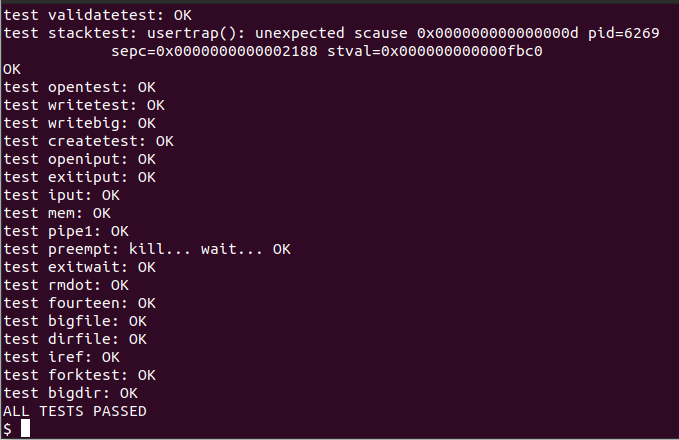 test validatetest: OK
test stacktest: usertrap(): unexpected scause 0x000000000000000d pid=6269
            sepc=0x0000000000002188 stval=0x000000000000fbc0
OK
test opentest: OK
test writetest: OK
test writebig: OK
test createtest: OK
test openiput: OK
test exitiput: OK
test iput: OK
test mem: OK
test pipe1: OK
test preempt: kill... wait... OK
test exitwait: OK
test rmdot: OK
test fourteen: OK
test bigfile: OK
test dirfile: OK
test iref: OK
test forktest: OK
test bigdir: OK
ALL TESTS PASSED
$